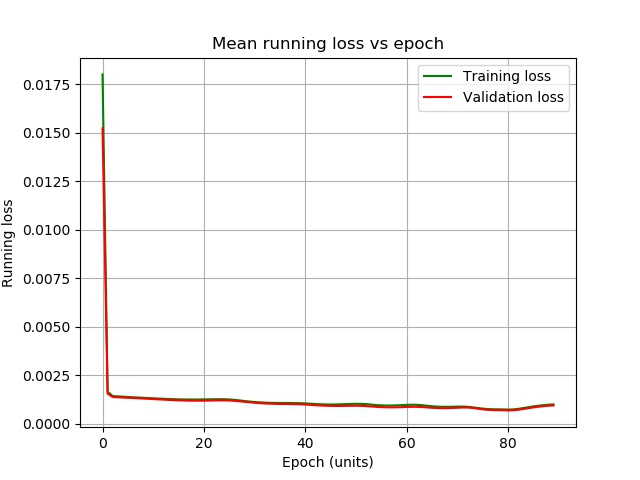 Mean running loss vs epoch
Training loss
Validation loss
0.0175
0.0150
0.0125
0.0100
0.0075
0.0050
0.0025
0.0000
Running loss
0 20 40 60 80
Epoch (units)